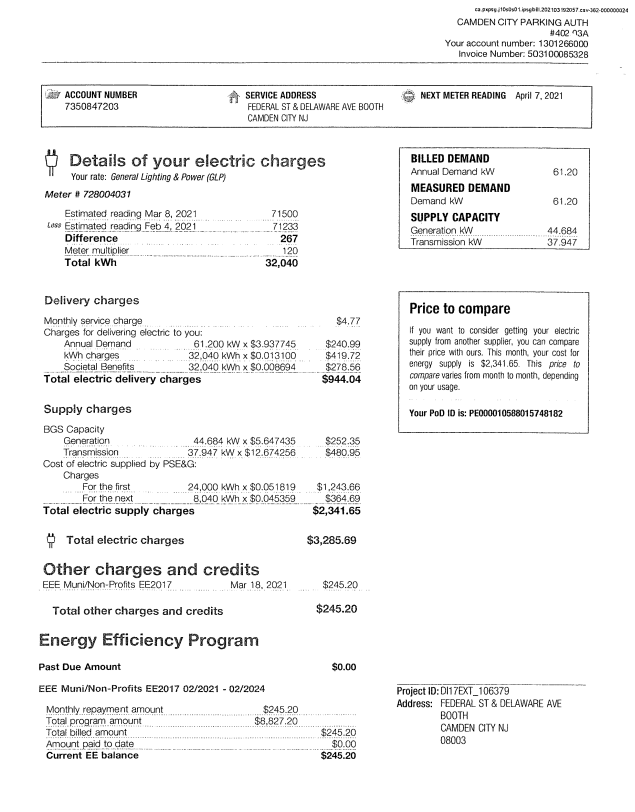 ca.pxpsg.j10s0s01.ipsgbill.202103192057.cav-362-000000024
CAMDEN CITY PARKING AUTH
Your account number: 1301266000
Invoice Number: 503100085328
ACCOUNT NUMBER
7350847203
SERVICE ADDRESS
FEDERAL ST & DELAWARE AVE BOOTH
CAMDEN CITY NJ
NEXT METER READING April 7, 2021
Details of your electric charges
Your rate: General Lighting & Power (GLP)
Meter # 728004031
Estimated reading Mar 8, 2021 71500
Less Estimated reading Feb 4, 2021 71233
Difference 267
Meter multiplier 120
Total kWh 32,040
BILLED DEMAND
Annual Demand kW 61.20
MEASURED DEMAND
Demand kW 61.20
SUPPLY CAPACITY
Generation kW 44.684
Transmission kW 37.947
Delivery charges
Monthly service charge $4.77
Charges for delivering electric to you:
Annual Demand 61.200 kW x $3.937745 $240.99
kWh charges 32,040 kWh x $0.013100 $419.72
Societal Benefits 32,040 kWh x $0.008694 $278.56
Total electric delivery charges $944.04
Supply charges
BGS Capacity
Generation 44.684 kW x $5.647435 $252.35
Transmission 37.947 kW x $12.674256 $480.95
Cost of electric supplied by PSE&G:
Charges
For the first 24,000 kWh x $0.051819 $1,243.66
For the next 8,040 kWh x $0.045359 $364.69
Total electric supply charges $2,341.65
Total electric charges $3,285.69
Price to compare
If you want to consider getting your electric
supply from another supplier, you can compare
their price with ours. This month, your cost for
energy supply is $2,341.65. This price to
compare varies from month to month, depending
on your usage.
Your PoD ID is: PE000010588015748182
Other charges and credits
EEE Muni/Non-Profits EE2017 Mar 18, 2021 $245.20
Total other charges and credits $245.20
Energy Efficiency Program
Past Due Amount $0.00
EEE Muni/Non-Profits EE2017 02/2021 - 02/2024
Monthly repayment amount $245.20
Total program amount $8,827.20
Total billed amount $245.20
Amount paid to date $0.00
Current EE balance $245.20
Project ID: DI17EXT_106379
Address: FEDERAL ST & DELAWARE AVE
BOOTH
CAMDEN CITY NJ
08003